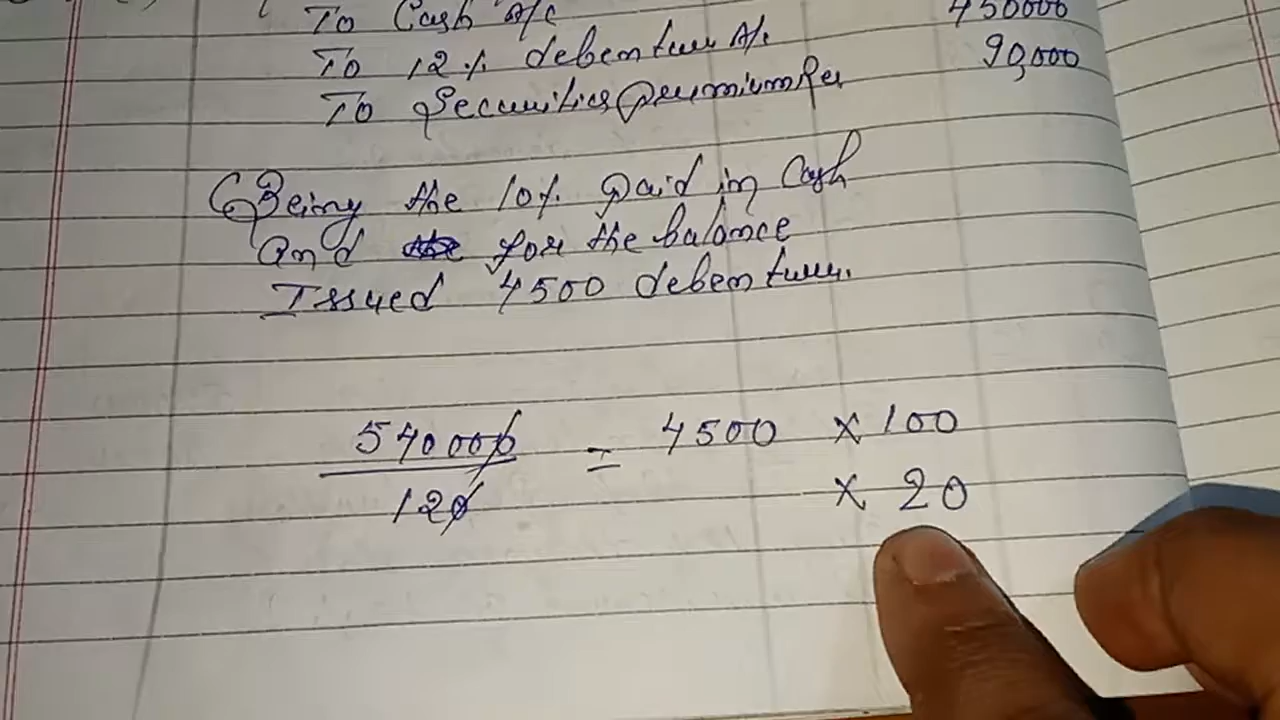 To Cash A/c 450000
To 12% debenture A/c 90,000
To Securities Premium Re.
(Being the 10% Paid in Cash
and for the balance
Issued 4500 debenture.
540000 / 120 = 4500 × 100
× 20